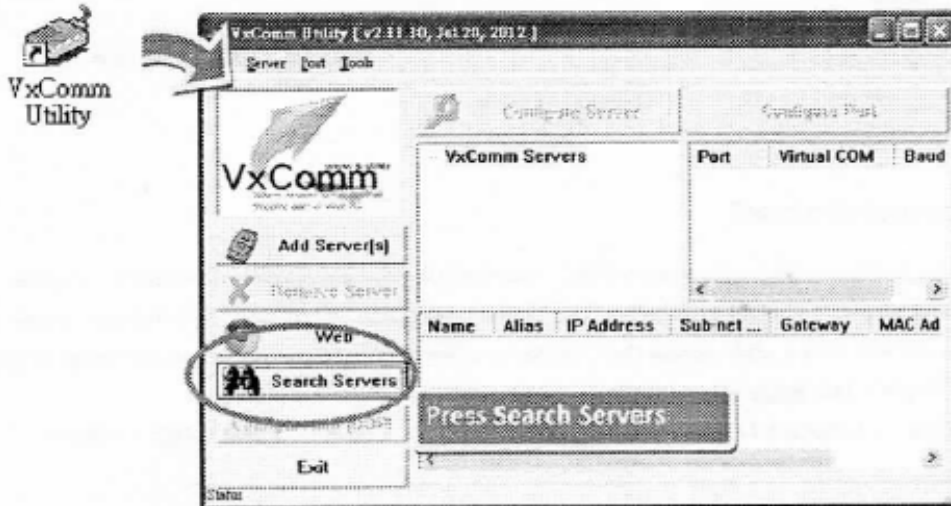 VxComm
Utility
VxComm Utility [ v2.11.10, Jul.20, 2012 ]
Server Port Tools
VxComm
Configure Server
Configure Port
VxComm Servers
Port Virtual COM Baud
Add Server(s)
Remove Server
Web
Search Servers
Exit
Name Alias IP Address Sub-net ... Gateway MAC Ad
Press Search Servers
Status